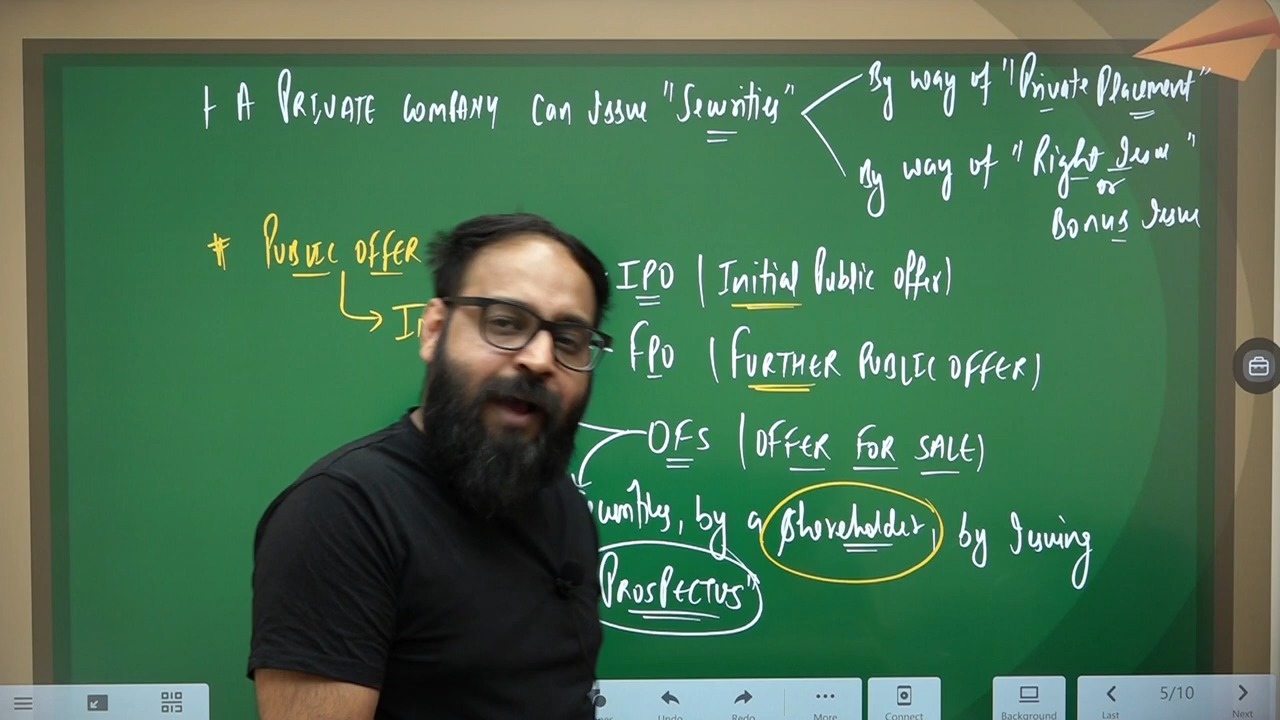 A PRIVATE COMPANY can issue "Securities"
By way of "Private Placement"
By way of "Right Issue"
or
Bonus Issue
* PUBLIC OFFER
IPO (Initial Public Offer)
FPO (FURTHER PUBLIC OFFER)
OFS (OFFER FOR SALE)
by a shareholder, by Issuing
PROSPECTUS"
Undo
Redo
More
Connect
Background
Last
5/10
Next